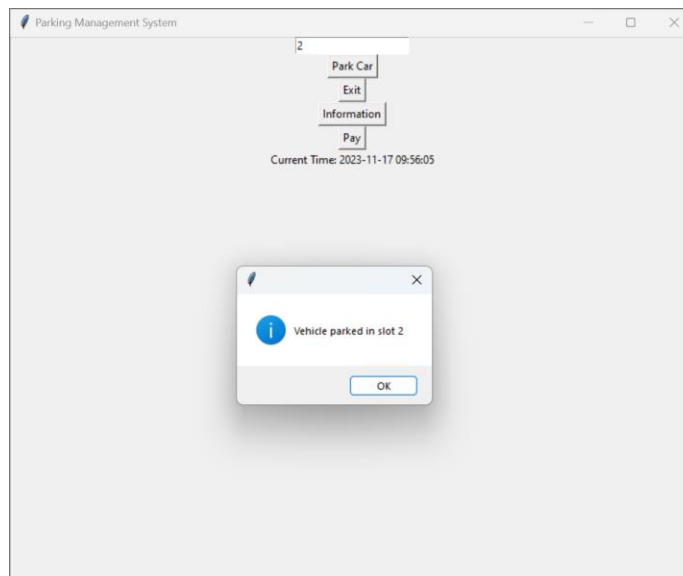 Parking Management System
2
Park Car
Exit
Information
Pay
Current Time: 2023-11-17 09:56:05
Vehicle parked in slot 2
OK